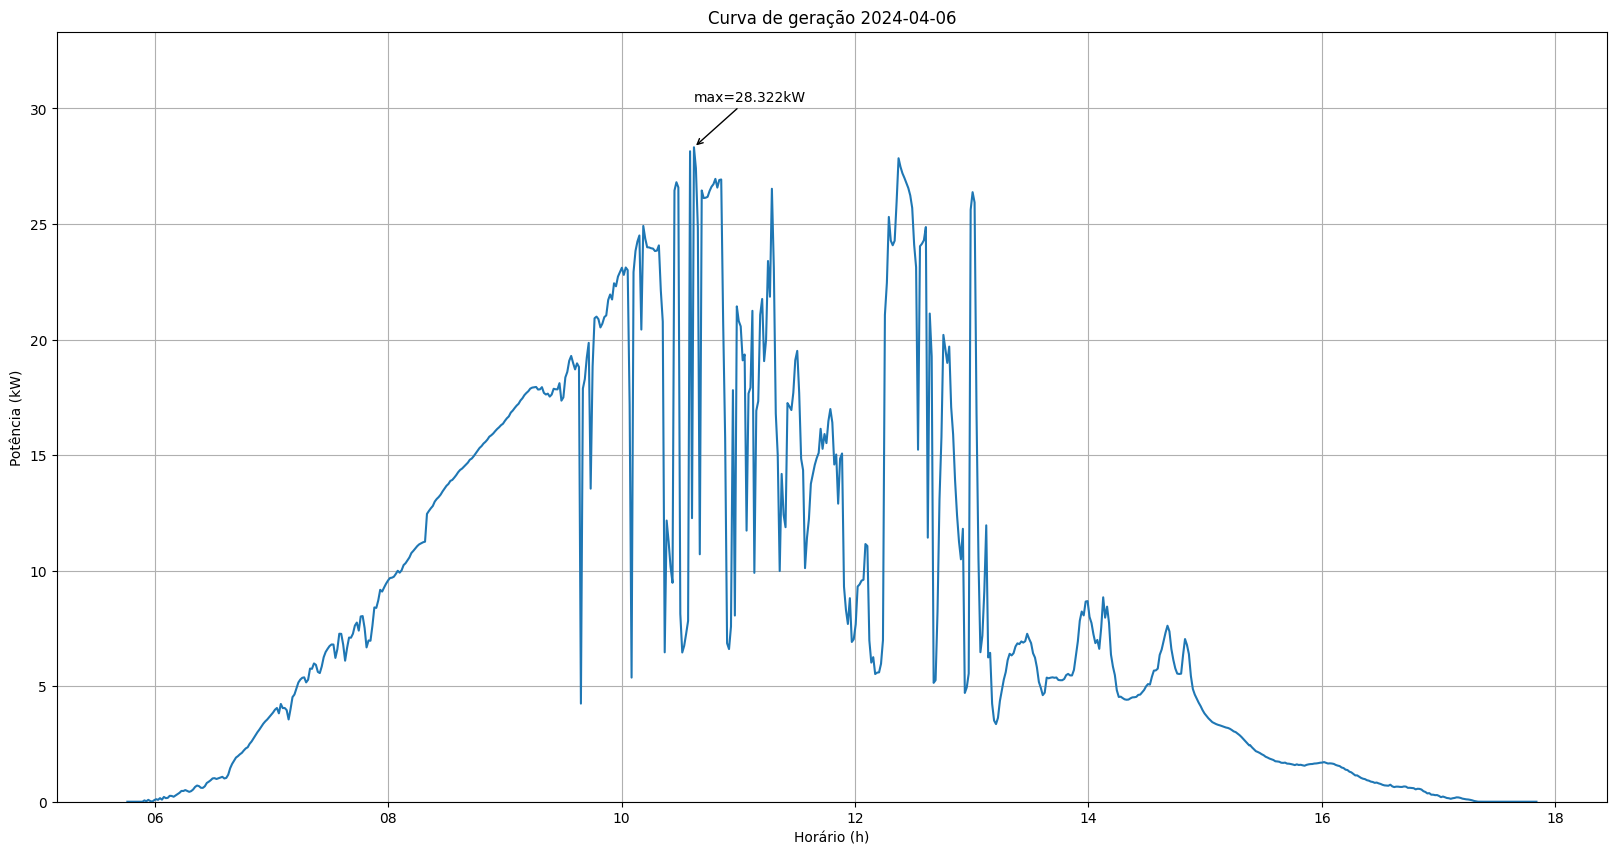 Curva de geração 2024-04-06
max=28.322kW
Potência (kW)
30
25
20
15
10
5
0
06 08 10 12 14 16 18
Horário (h)